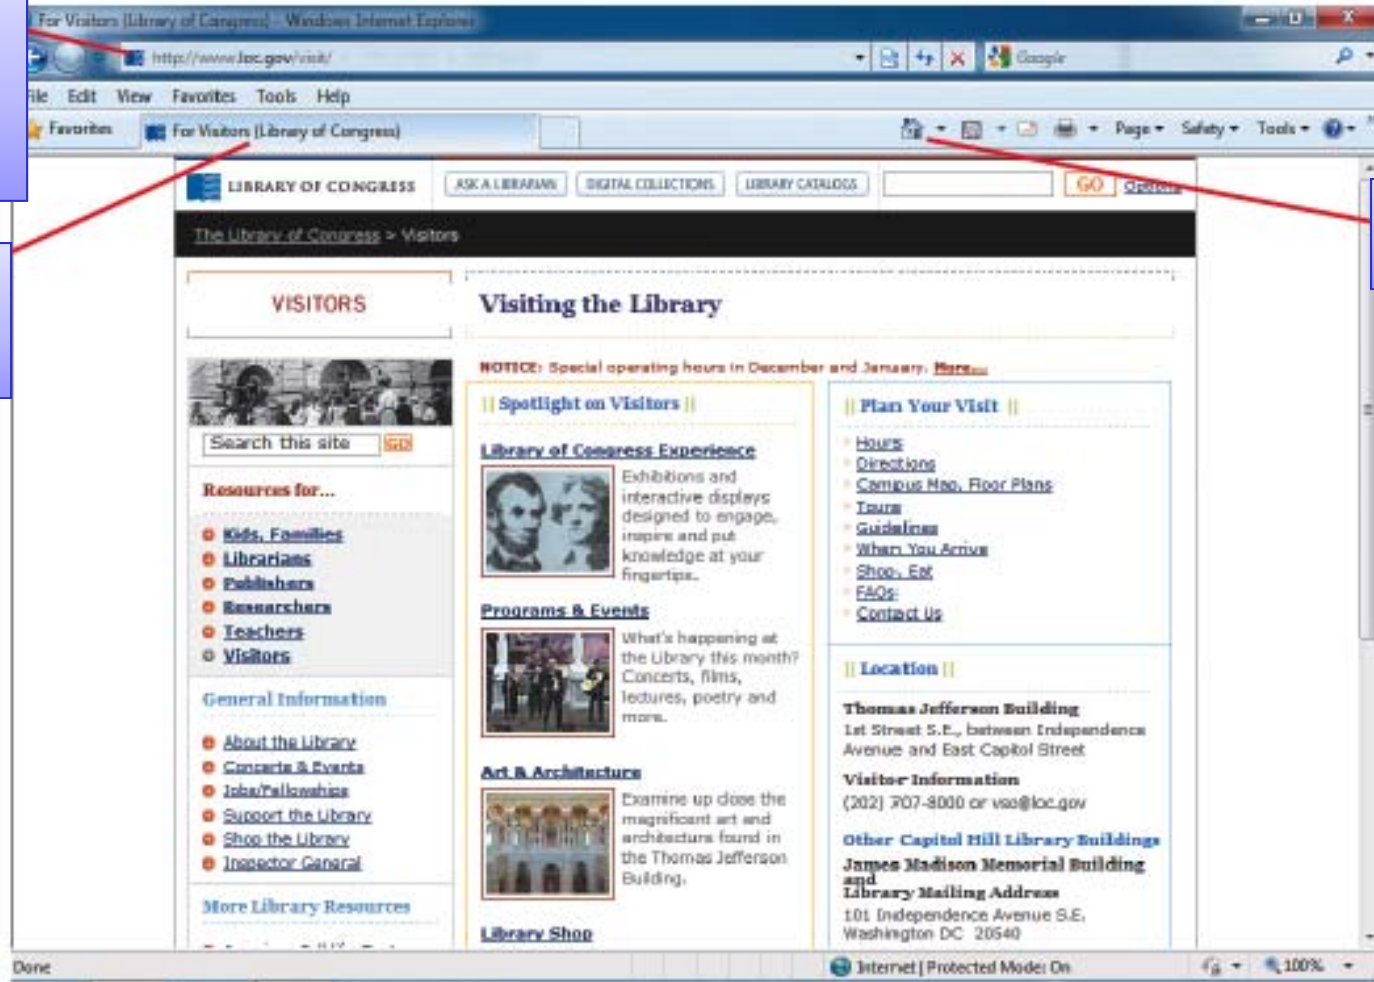 For Visitors (Library of Congress) - Windows Internet Explorer
http://www.loc.gov/visit/
Google
File Edit View Favorites Tools Help
Favorites
For Visitors (Library of Congress)
Page Safety Tools
LIBRARY OF CONGRESS
ASK A LIBRARIAN
DIGITAL COLLECTIONS
LIBRARY CATALOGS
GO
Options
The Library of Congress > Visitors
VISITORS
Search this site GO
Resources for...
Kids, Families
Librarians
Publishers
Researchers
Teachers
Visitors
General Information
About the Library
Concerts & Events
Jobs/Fellowships
Support the Library
Shop the Library
Inspector General
More Library Resources
Visiting the Library
NOTICE: Special operating hours in December and January. More...
|| Spotlight on Visitors ||
Library of Congress Experience
Exhibitions and
interactive displays
designed to engage,
inspire and put
knowledge at your
fingertips.
Programs & Events
What's happening at
the Library this month?
Concerts, films,
lectures, poetry and
more.
Art & Architecture
Examine up close the
magnificent art and
architecture found in
the Thomas Jefferson
Building.
Library Shop
|| Plan Your Visit ||
Hours
Directions
Campus Map, Floor Plans
Tours
Guidelines
When You Arrive
Shop, Eat
FAQs
Contact Us
|| Location ||
Thomas Jefferson Building
1st Street S.E., between Independence
Avenue and East Capitol Street
Visitor Information
(202) 707-8000 or vso@loc.gov
Other Capitol Hill Library Buildings
James Madison Memorial Building
and
Library Mailing Address
101 Independence Avenue S.E.
Washington DC 20540
Done
Internet | Protected Mode: On
100%